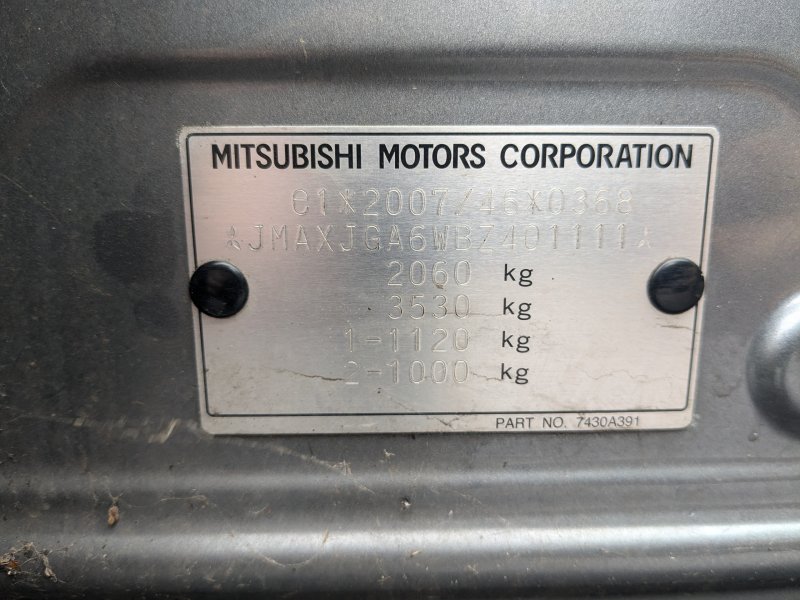 MITSUBISHI MOTORS CORPORATION
e1*2007/46*0368
JMAXJGA6WBZ401111
2060 kg
3530 kg
1-1120 kg
2-1000 kg
PART NO. 7430A391